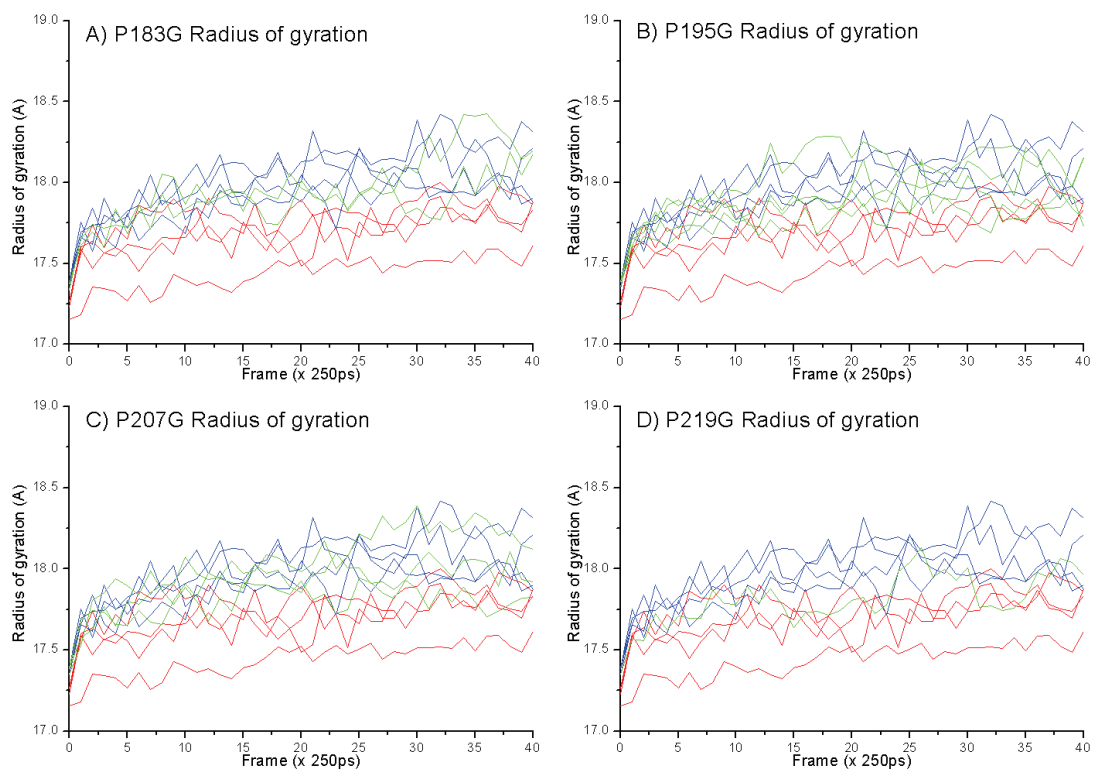 A) P183G Radius of gyration
19.0
18.5
18.0
17.5
17.0
Radius of gyration (A)
0 5 10 15 20 25 30 35 40
Frame (x 250ps)
B) P195G Radius of gyration
19.0
18.5
18.0
17.5
17.0
Radius of gyration (A)
0 5 10 15 20 25 30 35 40
Frame (x 250ps)
C) P207G Radius of gyration
19.0
18.5
18.0
17.5
17.0
Radius of gyration (A)
0 5 10 15 20 25 30 35 40
Frame (x 250ps)
D) P219G Radius of gyration
19.0
18.5
18.0
17.5
17.0
Radius of gyration (A)
0 5 10 15 20 25 30 35 40
Frame (x 250ps)